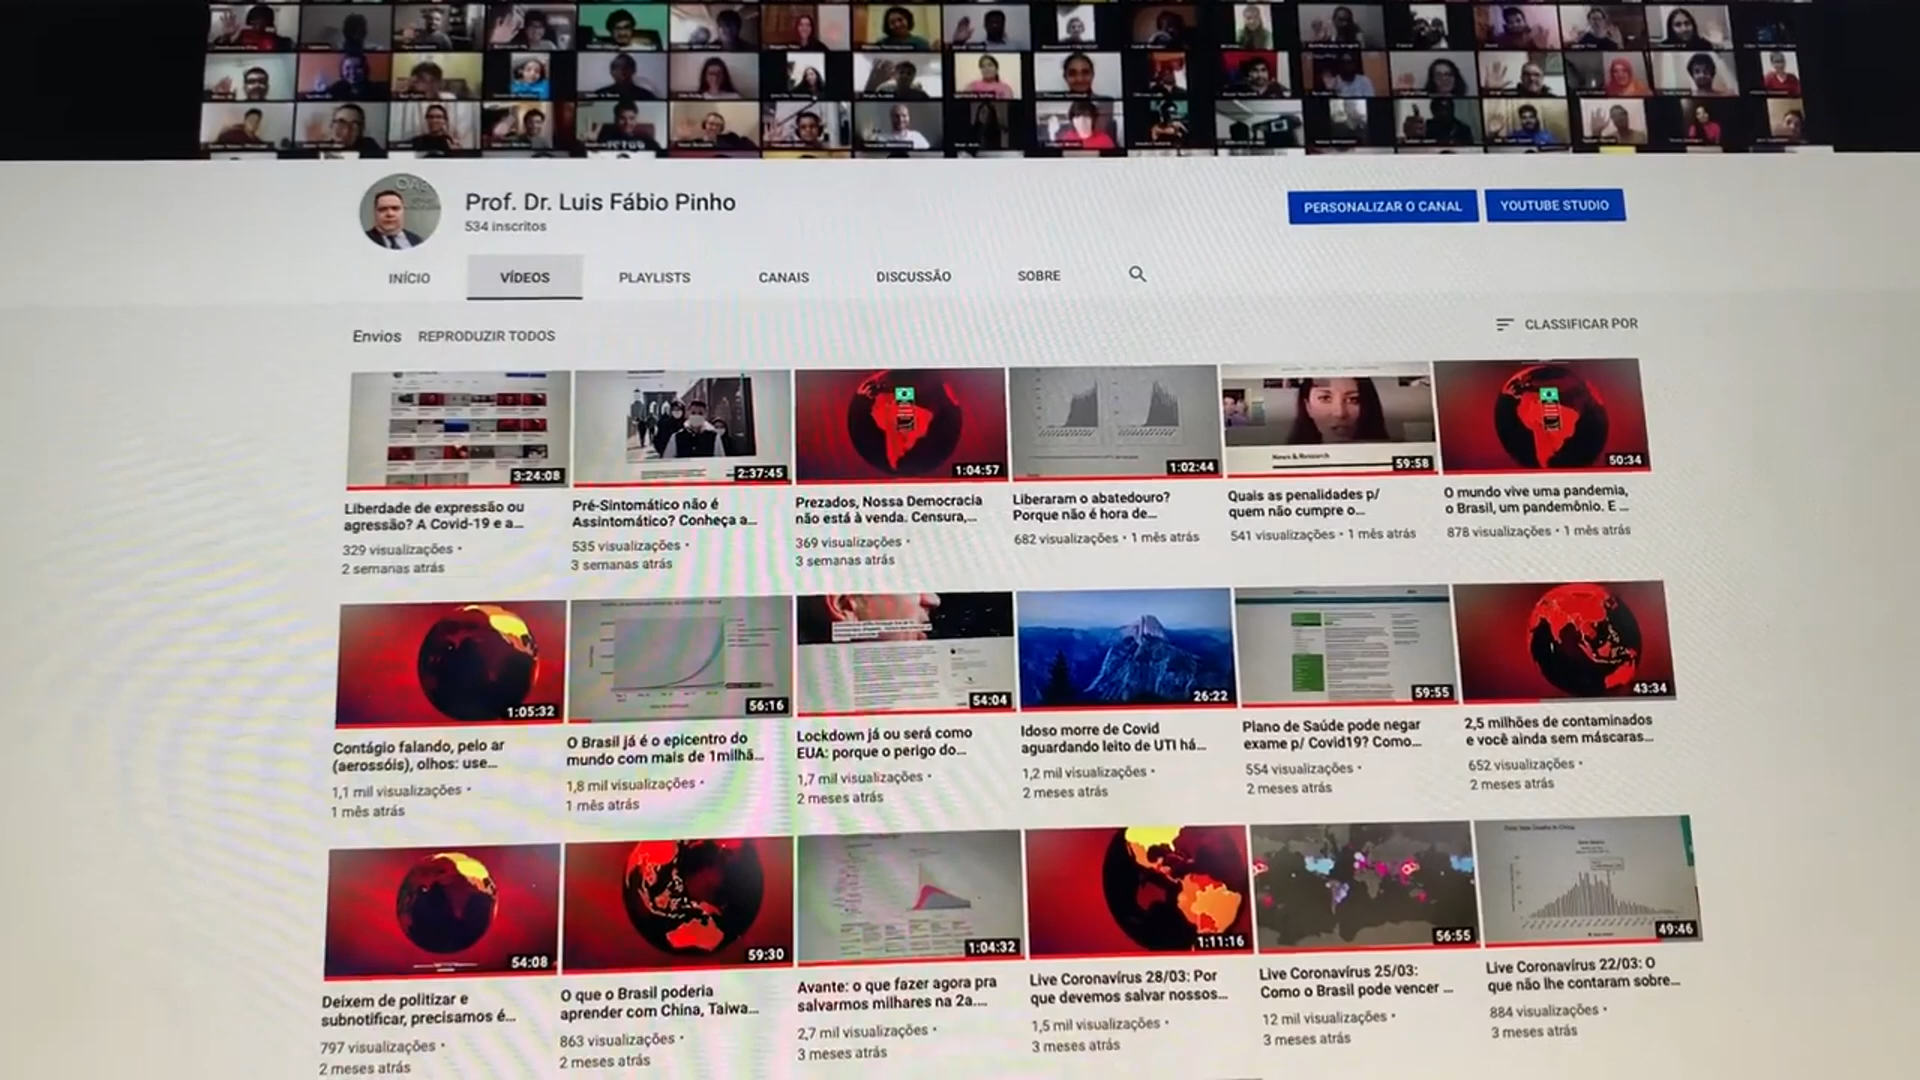 Prof. Dr. Luis Fábio Pinho
534 inscritos
PERSONALIZAR O CANAL
YOUTUBE STUDIO
INÍCIO
VÍDEOS
PLAYLISTS
CANAIS
DISCUSSÃO
SOBRE
Envios
REPRODUZIR TODOS
CLASSIFICAR POR
3:24:08
2:37:45
1:04:57
1:02:44
News & Research
59:58
50:34
Liberdade de expressão ou
agressão? A Covid-19 e a...
329 visualizações •
2 semanas atrás
Pré-Sintomático não é
Assintomático? Conheça a...
535 visualizações •
3 semanas atrás
Prezados, Nossa Democracia
não está à venda. Censura,...
369 visualizações •
3 semanas atrás
Liberaram o abatedouro?
Porque não é hora de...
682 visualizações • 1 mês atrás
Quais as penalidades p/
quem não cumpre o...
541 visualizações • 1 mês atrás
O mundo vive uma pandemia,
o Brasil, um pandemônio. E ...
878 visualizações • 1 mês atrás
1:05:32
56:16
54:04
26:22
59:55
43:34
Contágio falando, pelo ar
(aerossóis), olhos: use...
1,1 mil visualizações •
1 mês atrás
O Brasil já é o epicentro do
mundo com mais de 1milhã...
1,8 mil visualizações •
1 mês atrás
Lockdown já ou será como
EUA: porque o perigo do...
1,7 mil visualizações •
2 meses atrás
Idoso morre de Covid
aguardando leito de UTI há...
1,2 mil visualizações •
2 meses atrás
Plano de Saúde pode negar
exame p/ Covid19? Como...
554 visualizações •
2 meses atrás
2,5 milhões de contaminados
e você ainda sem máscaras...
652 visualizações •
2 meses atrás
54:08
59:30
1:04:32
1:11:16
56:55
49:46
Deixem de politizar e
subnotificar, precisamos é...
797 visualizações •
2 meses atrás
O que o Brasil poderia
aprender com China, Taiwa...
863 visualizações •
2 meses atrás
Avante: o que fazer agora pra
salvarmos milhares na 2a....
2,7 mil visualizações •
3 meses atrás
Live Coronavírus 28/03: Por
que devemos salvar nossos...
1,5 mil visualizações •
3 meses atrás
Live Coronavírus 25/03:
Como o Brasil pode vencer ...
12 mil visualizações •
3 meses atrás
Live Coronavírus 22/03: O
que não lhe contaram sobre...
884 visualizações •
3 meses atrás